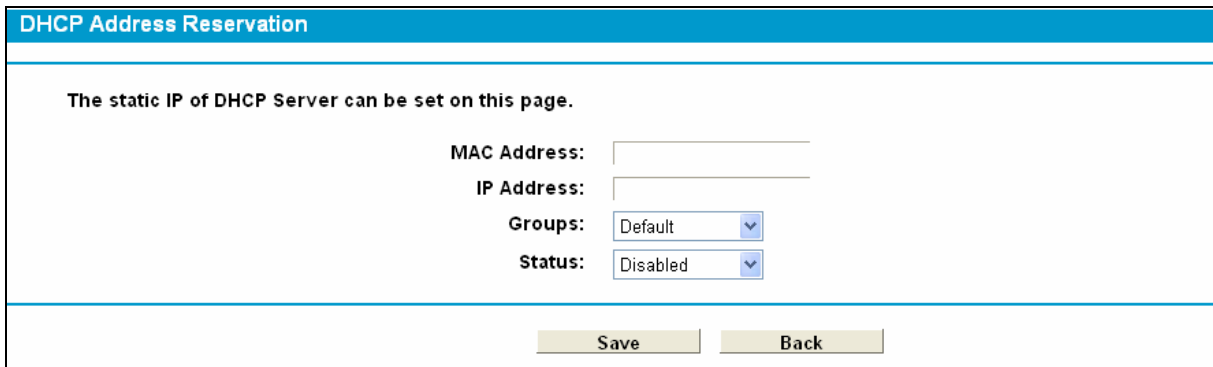 DHCP Address Reservation
The static IP of DHCP Server can be set on this page.
MAC Address:
IP Address:
Groups: Default
Status: Disabled
Save Back